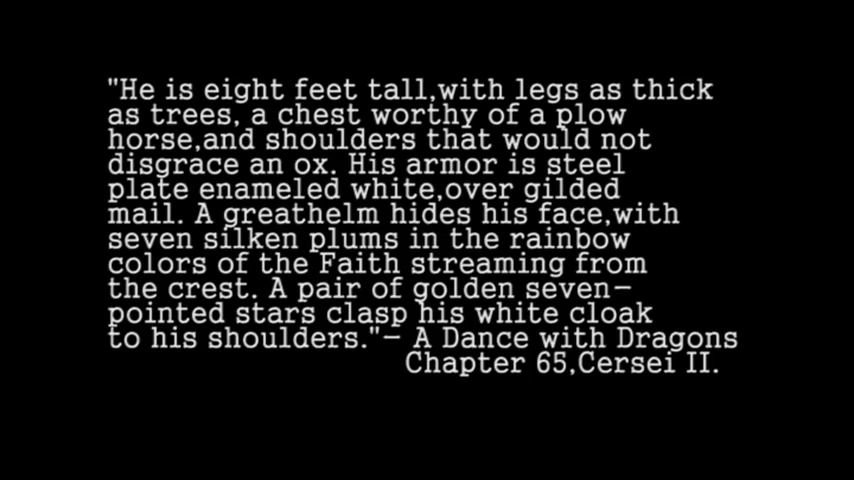 "He is eight feet tall,with legs as thick
as trees, a chest worthy of a plow
horse,and shoulders that would not
disgrace an ox. His armor is steel
plate enameled white,over gilded
mail. A greathelm hides his face,with
seven silken plums in the rainbow
colors of the Faith streaming from
the crest. A pair of golden seven—
pointed stars clasp his white cloak
to his shoulders."— A Dance with Dragons
Chapter 65,Cersei II.